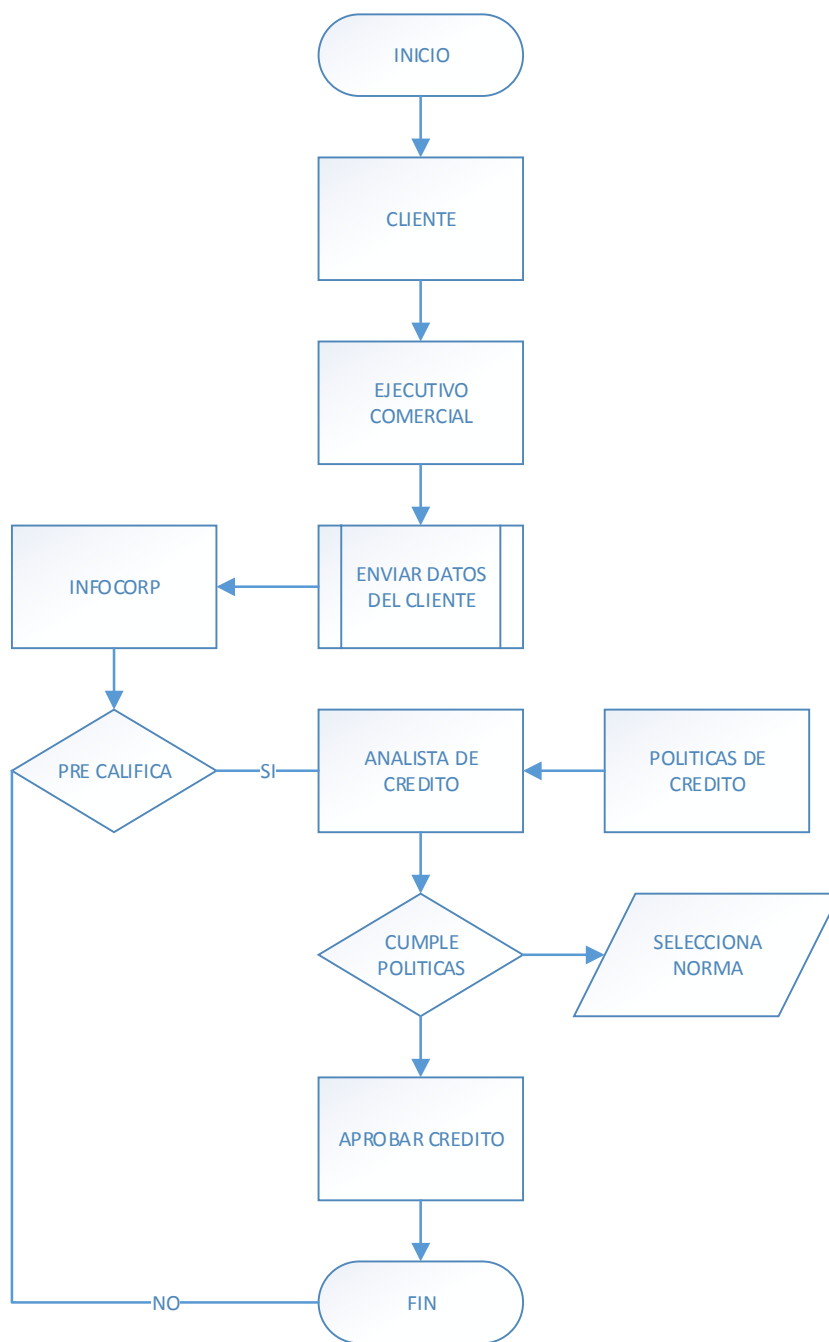 INICIO
CLIENTE
EJECUTIVO
COMERCIAL
INFOCORP
ENVIAR DATOS
DEL CLIENTE
PRE CALIFICA
SI
ANALISTA DE
CREDITO
POLITICAS DE
CREDITO
CUMPLE
POLITICAS
SELECCIONA
NORMA
APROBAR CREDITO
NO
FIN